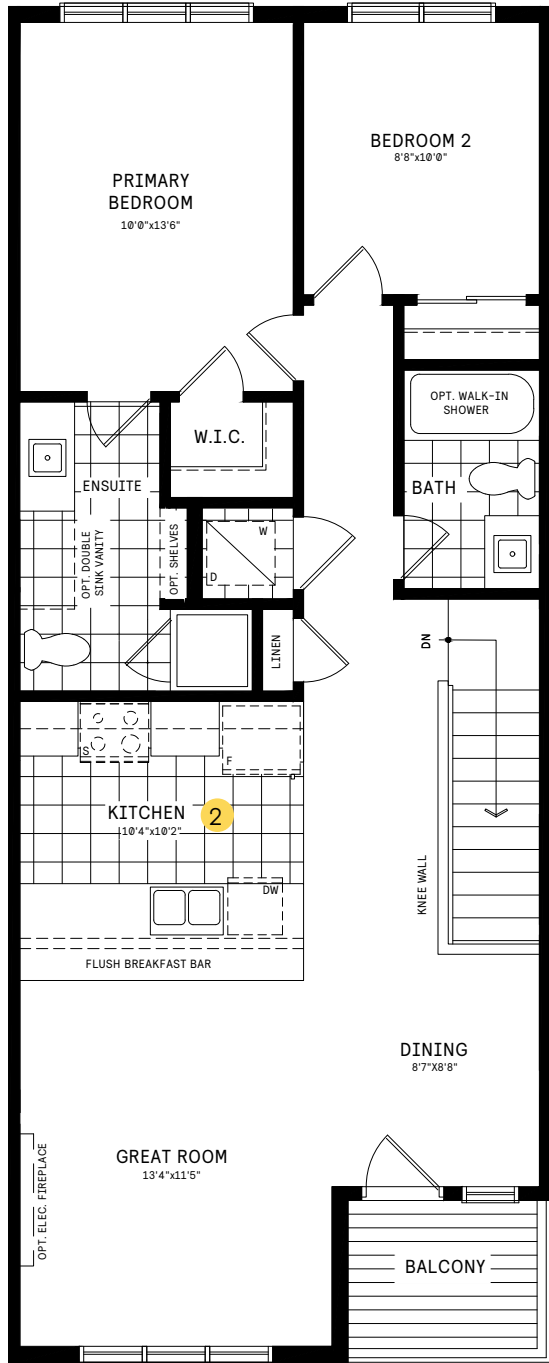 PRIMARY
BEDROOM
10'0"x13'6"
BEDROOM 2
8'8"x10'0"
W.I.C.
OPT. WALK-IN
SHOWER
ENSUITE
BATH
OPT. DOUBLE
SINK VANITY
OPT. SHELVES
W
D
LINEN
DN
S
F
KITCHEN
10'4"x10'2"
2
DW
KNEE WALL
FLUSH BREAKFAST BAR
DINING
8'7"X8'8"
GREAT ROOM
13'4"x11'5"
OPT. ELEC. FIREPLACE
BALCONY